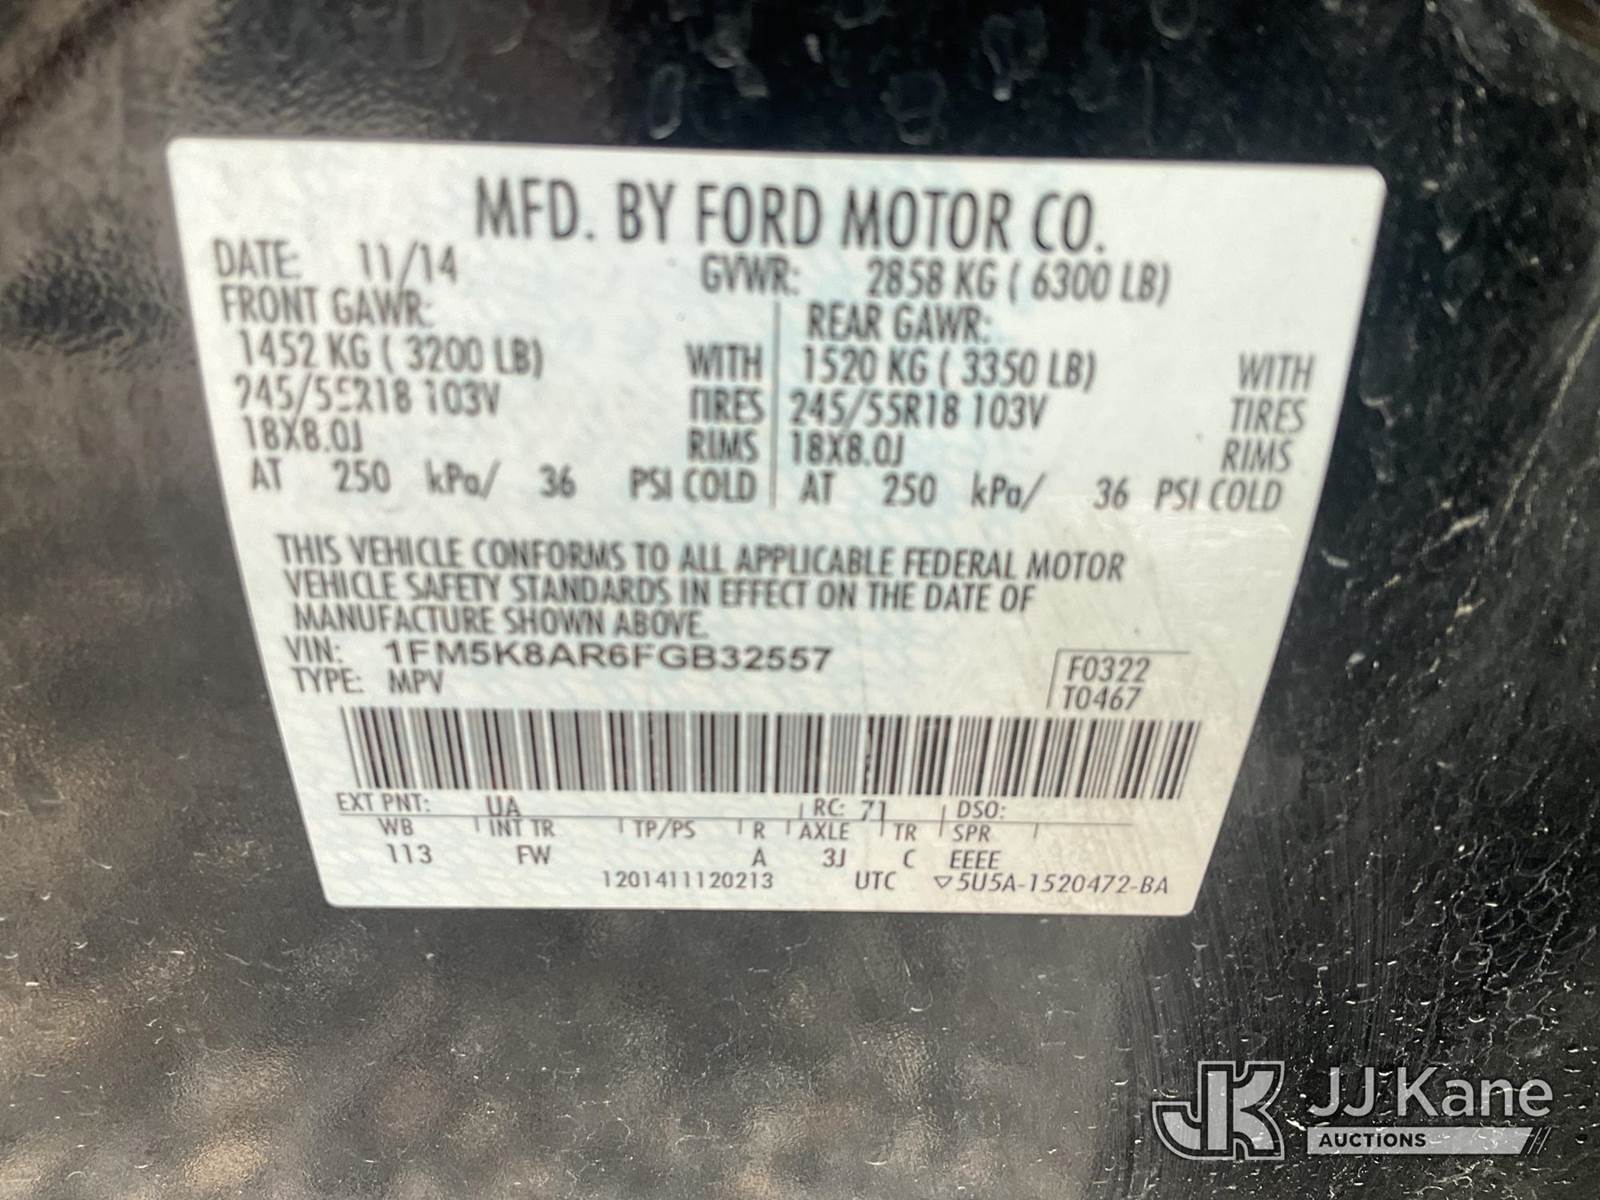 MFD. BY FORD MOTOR CO.
DATE: 11/14 GVWR: 2858 KG ( 6300 LB)
FRONT GAWR: REAR GAWR:
1452 KG ( 3200 LB) WITH 1520 KG ( 3350 LB) WITH
245/55R18 103V TIRES 245/55R18 103V TIRES
18X8.0J RIMS 18X8.0J RIMS
AT 250 kPa/ 36 PSI COLD AT 250 kPa/ 36 PSI COLD
THIS VEHICLE CONFORMS TO ALL APPLICABLE FEDERAL MOTOR
VEHICLE SAFETY STANDARDS IN EFFECT ON THE DATE OF
MANUFACTURE SHOWN ABOVE.
VIN: 1FM5K8AR6FGB32557 F0322
TYPE: MPV T0467
EXT PNT: UA RC: 71 DSO:
WB INT TR TP/PS R AXLE TR SPR
113 FW A 3J C EEEE
1201411120213 UTC ▽5U5A-1520472-BA
JK JJ Kane
AUCTIONS